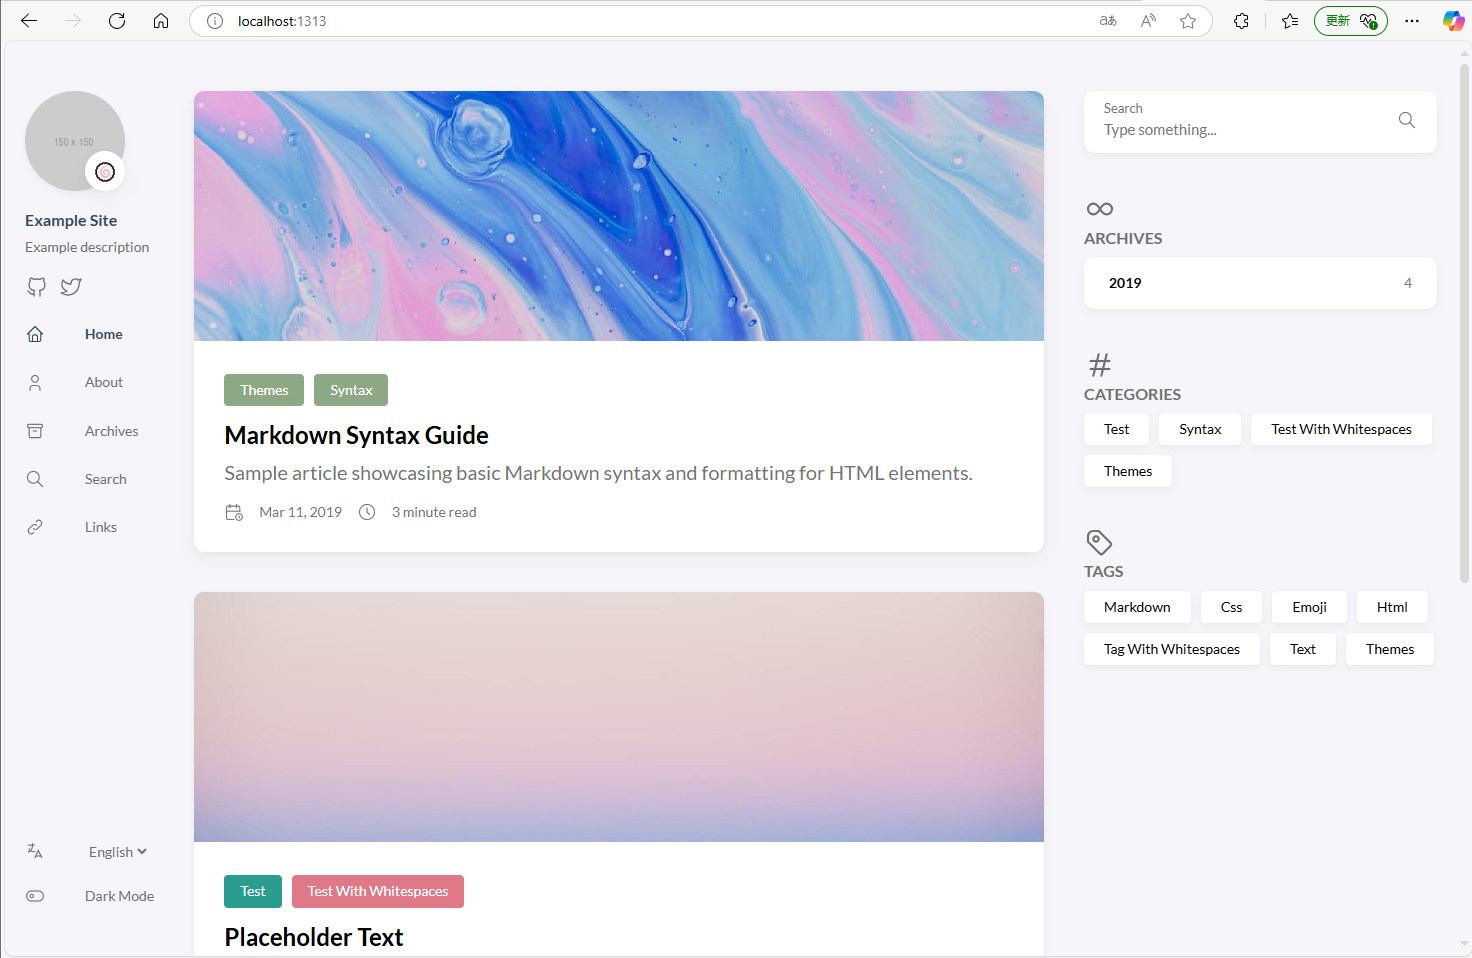 localhost:1313
aあ
A
更新
150 x 150
Example Site
Example description
Home
About
Archives
Search
Links
English
Dark Mode
Themes
Syntax
Markdown Syntax Guide
Sample article showcasing basic Markdown syntax and formatting for HTML elements.
Mar 11, 2019
3 minute read
Test
Test With Whitespaces
Placeholder Text
Search
Type something...
ARCHIVES
2019 4
CATEGORIES
Test Syntax Test With Whitespaces
Themes
TAGS
Markdown Css Emoji Html
Tag With Whitespaces Text Themes